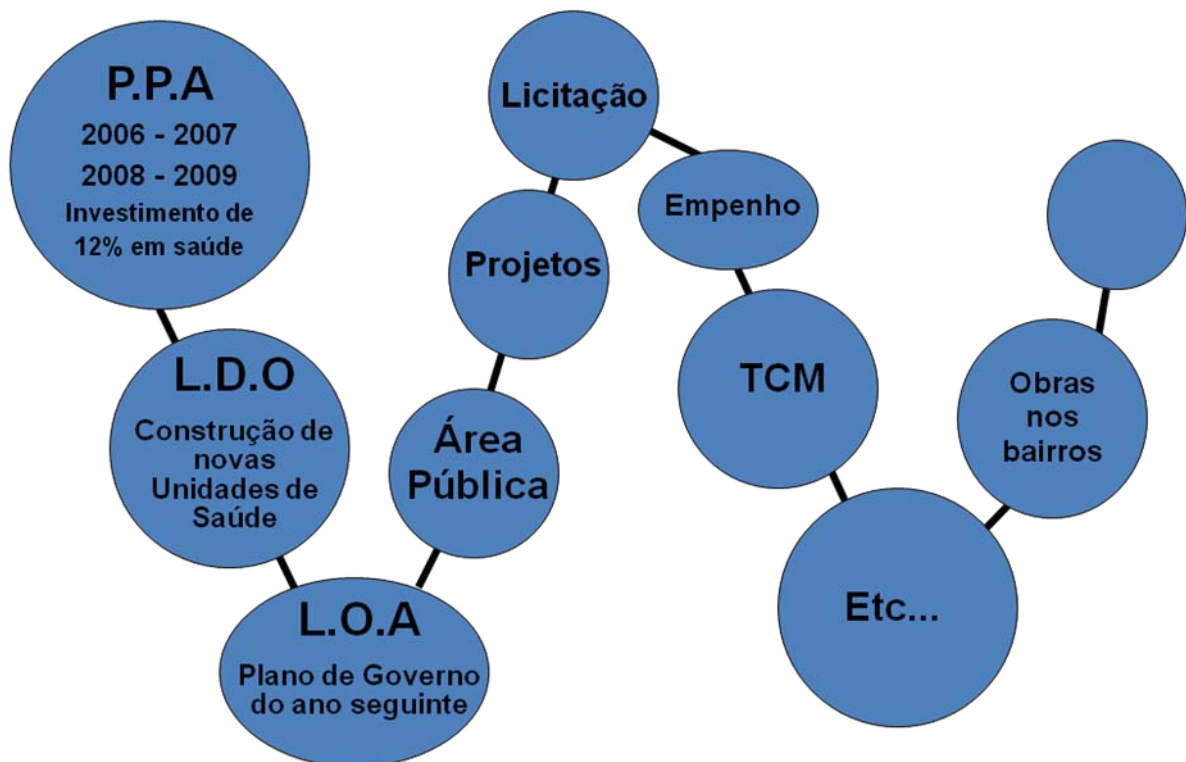 P.P.A
2006 - 2007
2008 - 2009
Investimento de
12% em saúde
L.D.O
Construção de
novas
Unidades de
Saúde
L.O.A
Plano de Governo
do ano seguinte
Área
Pública
Projetos
Licitação
Empenho
TCM
Etc...
Obras
nos
bairros